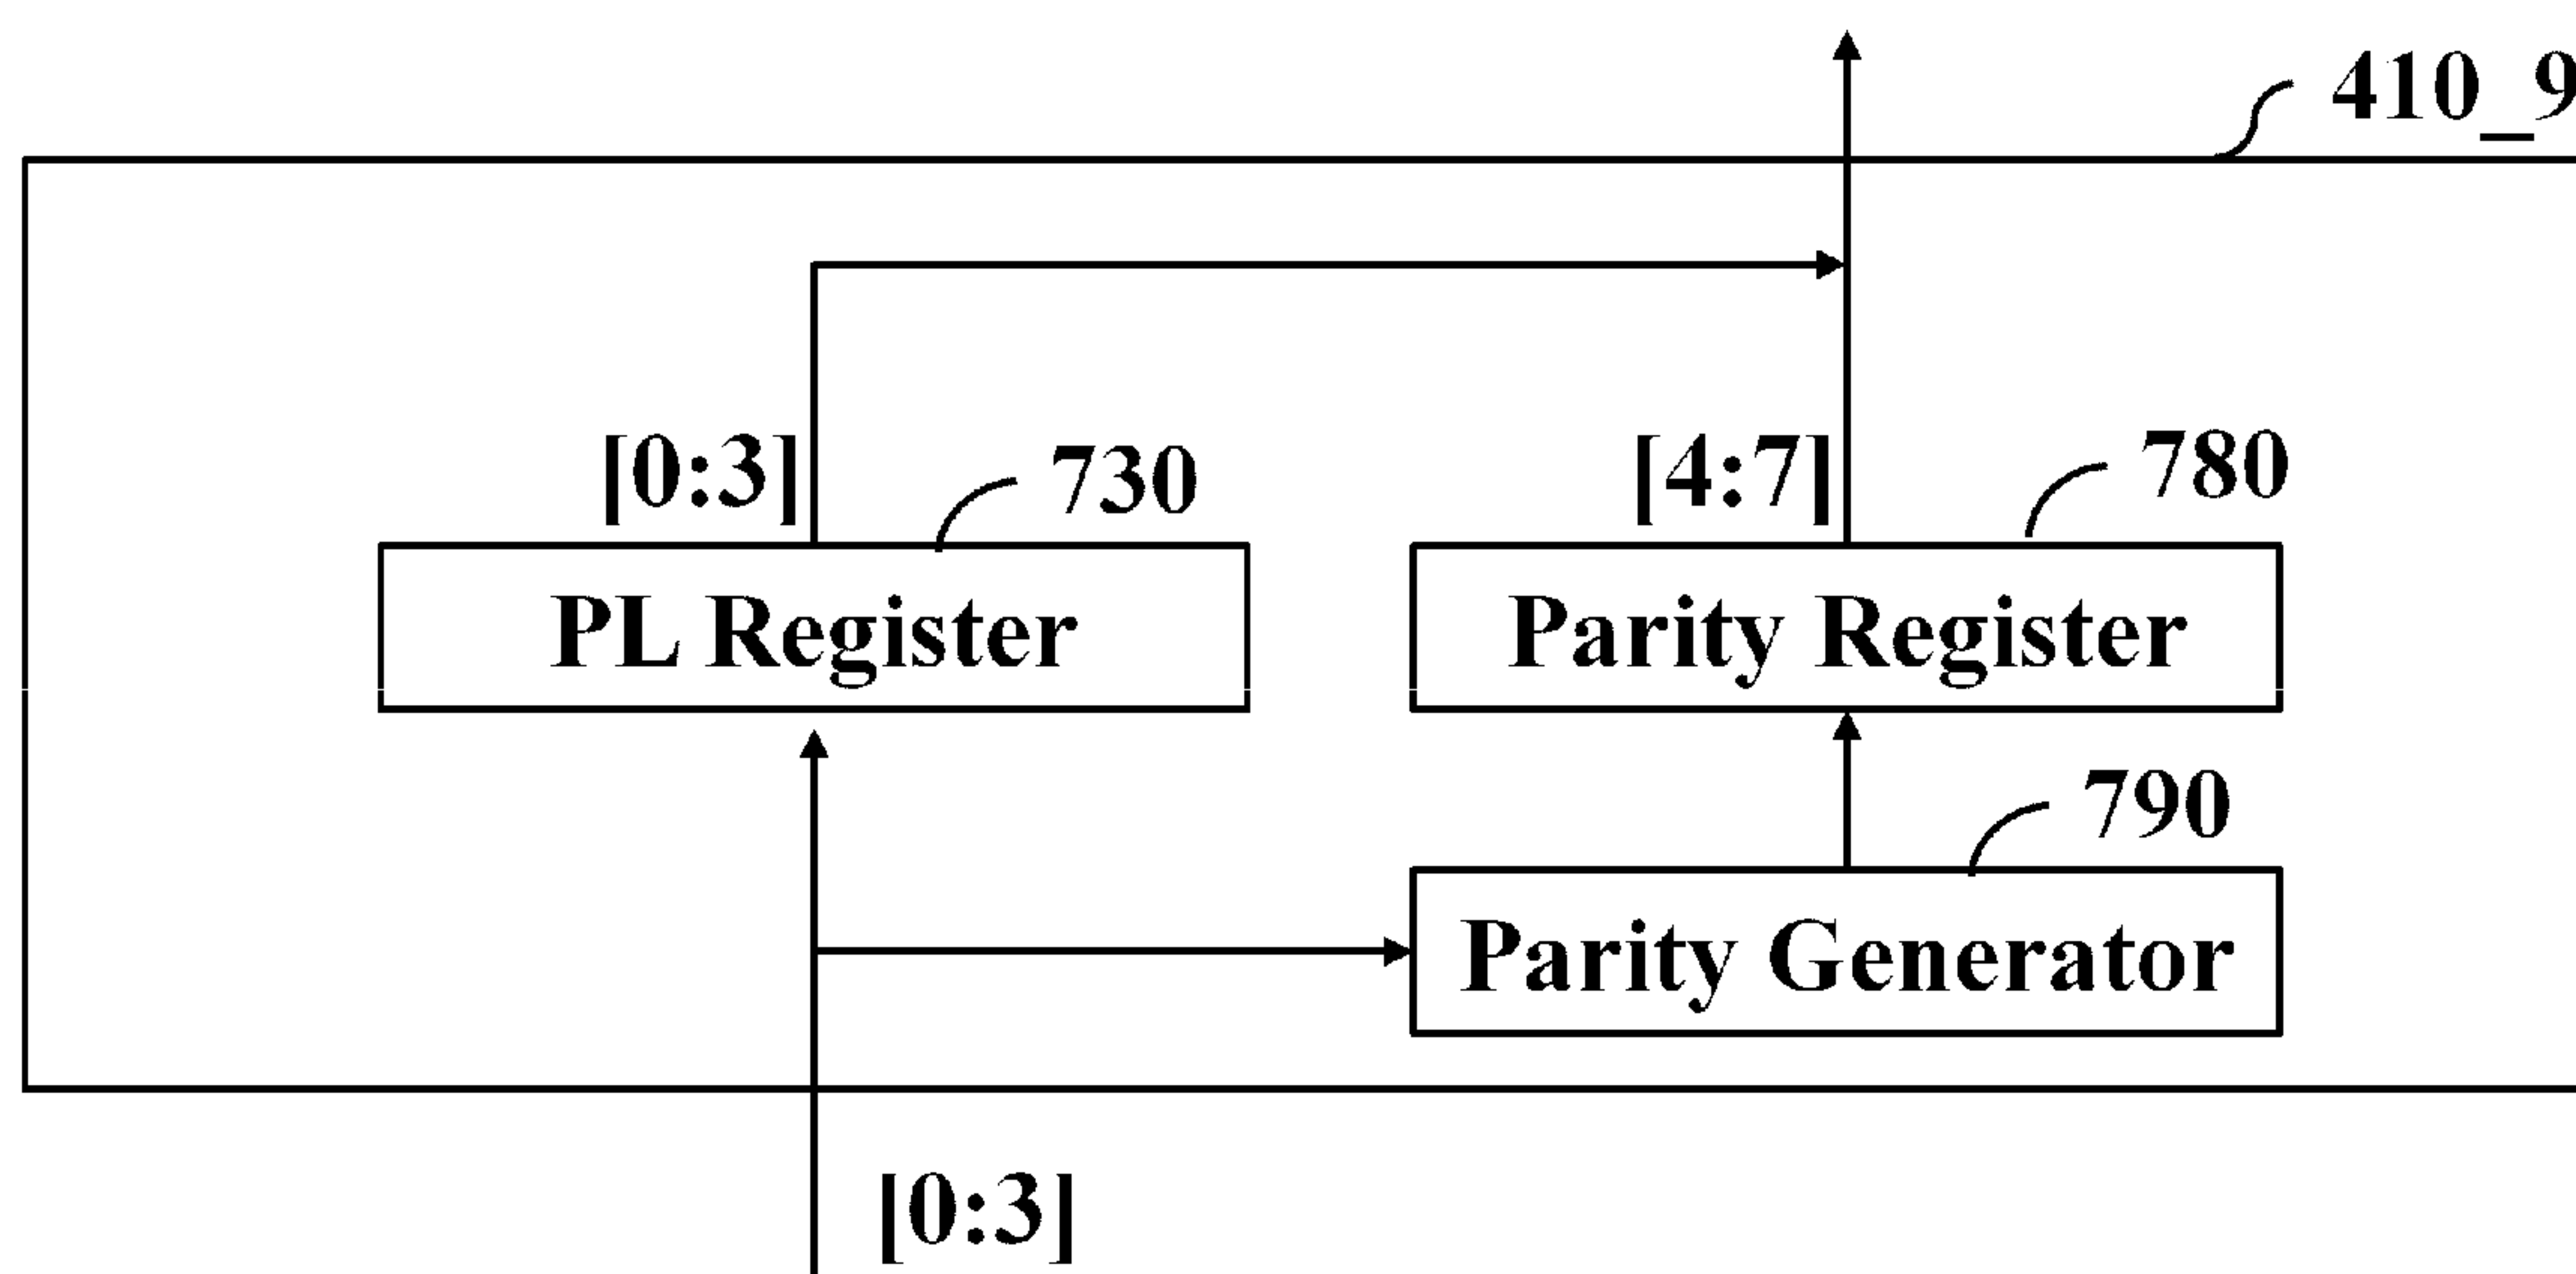 410_9
[0:3]
730
[4:7]
780
PL Register
Parity Register
790
Parity Generator
[0:3]